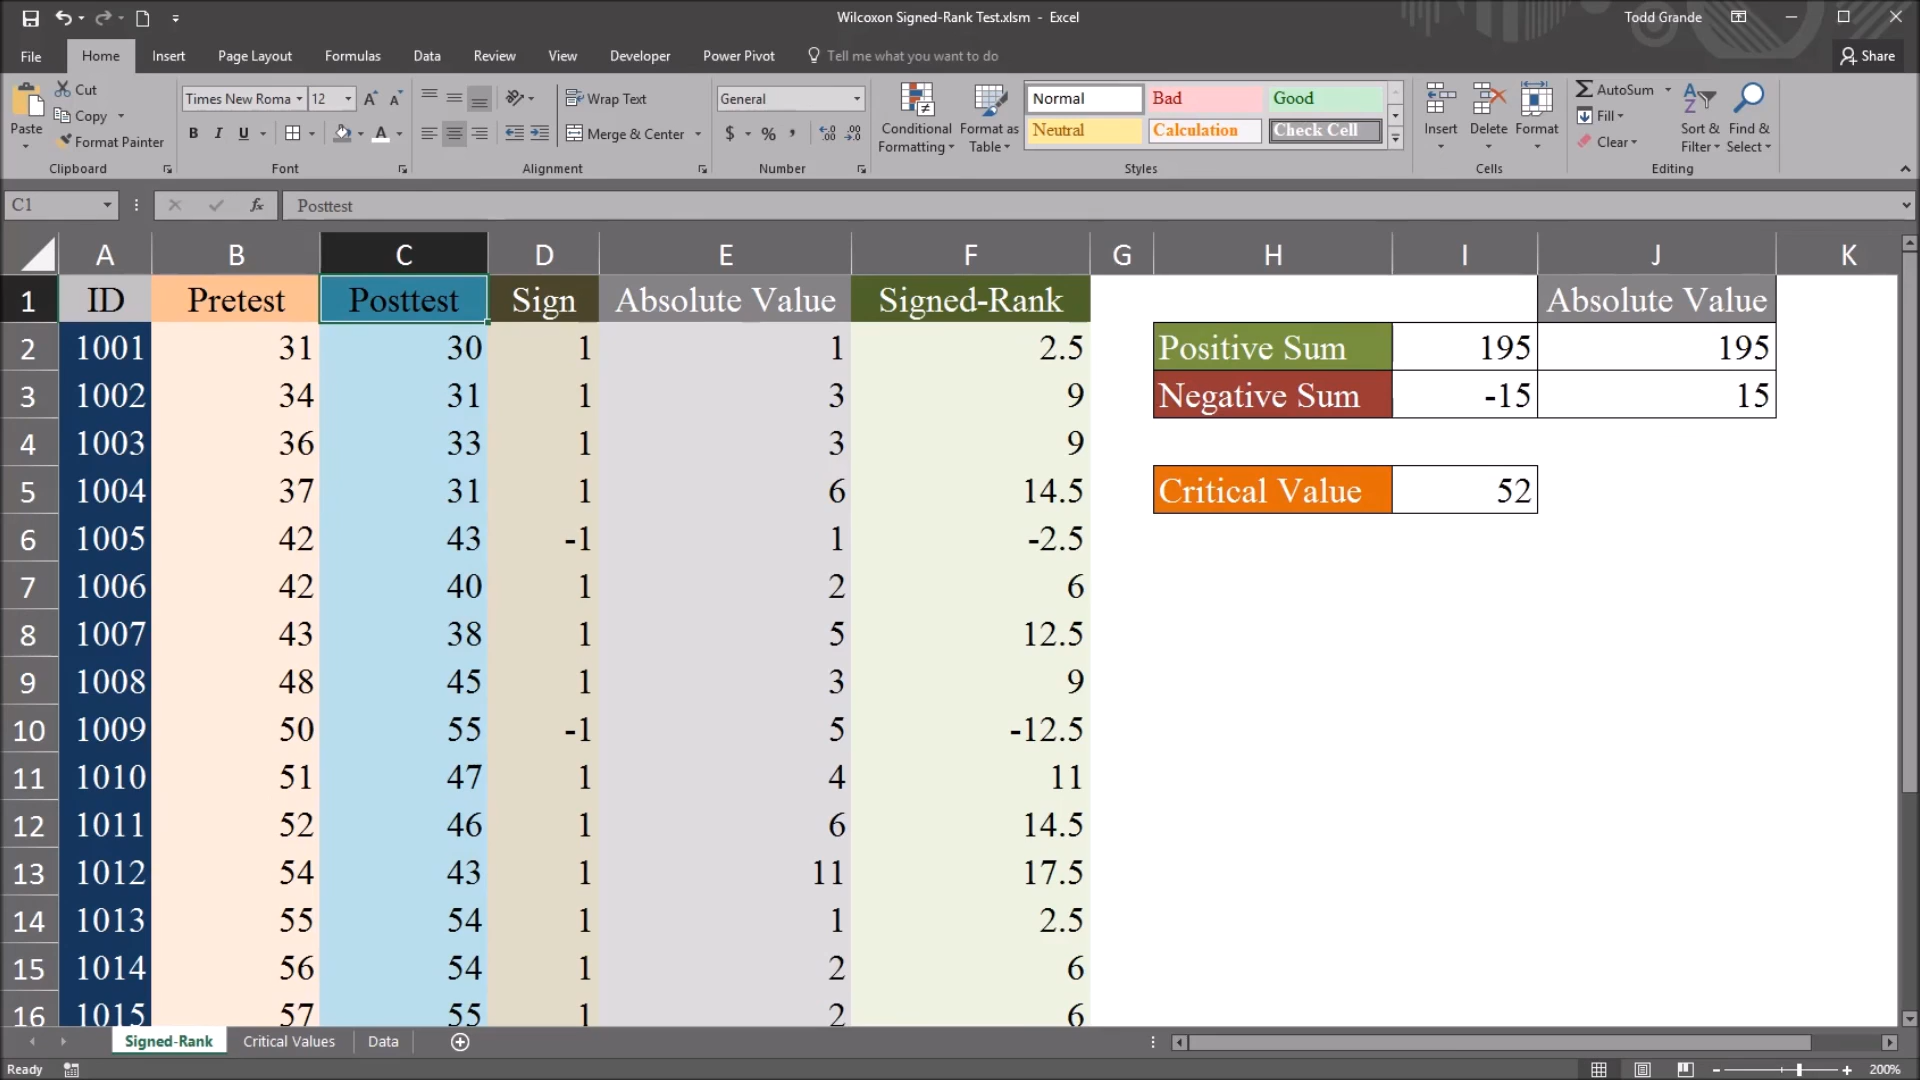 Wilcoxon Signed-Rank Test.xlsm - Excel
Todd Grande
File Home Insert Page Layout Formulas Data Review View Developer Power Pivot Tell me what you want to do Share
Paste
Cut
Copy
Format Painter
Clipboard
Times New Roma 12
B I U
Font
Wrap Text
Merge & Center
Alignment
General
$ % ,
Number
Conditional Formatting
Format as Table
Normal Bad Good
Neutral Calculation Check Cell
Styles
Insert Delete Format
Cells
AutoSum
Fill
Clear
Sort & Filter
Find & Select
Editing
C1 fx Posttest
A B C D E F G H I J K
1 ID Pretest Posttest Sign Absolute Value Signed-Rank Absolute Value
2 1001 31 30 1 1 2.5 Positive Sum 195 195
3 1002 34 31 1 3 9 Negative Sum -15 15
4 1003 36 33 1 3 9
5 1004 37 31 1 6 14.5 Critical Value 52
6 1005 42 43 -1 1 -2.5
7 1006 42 40 1 2 6
8 1007 43 38 1 5 12.5
9 1008 48 45 1 3 9
10 1009 50 55 -1 5 -12.5
11 1010 51 47 1 4 11
12 1011 52 46 1 6 14.5
13 1012 54 43 1 11 17.5
14 1013 55 54 1 1 2.5
15 1014 56 54 1 2 6
16 1015 57 55 1 2 6
Signed-Rank Critical Values Data
Ready 200%